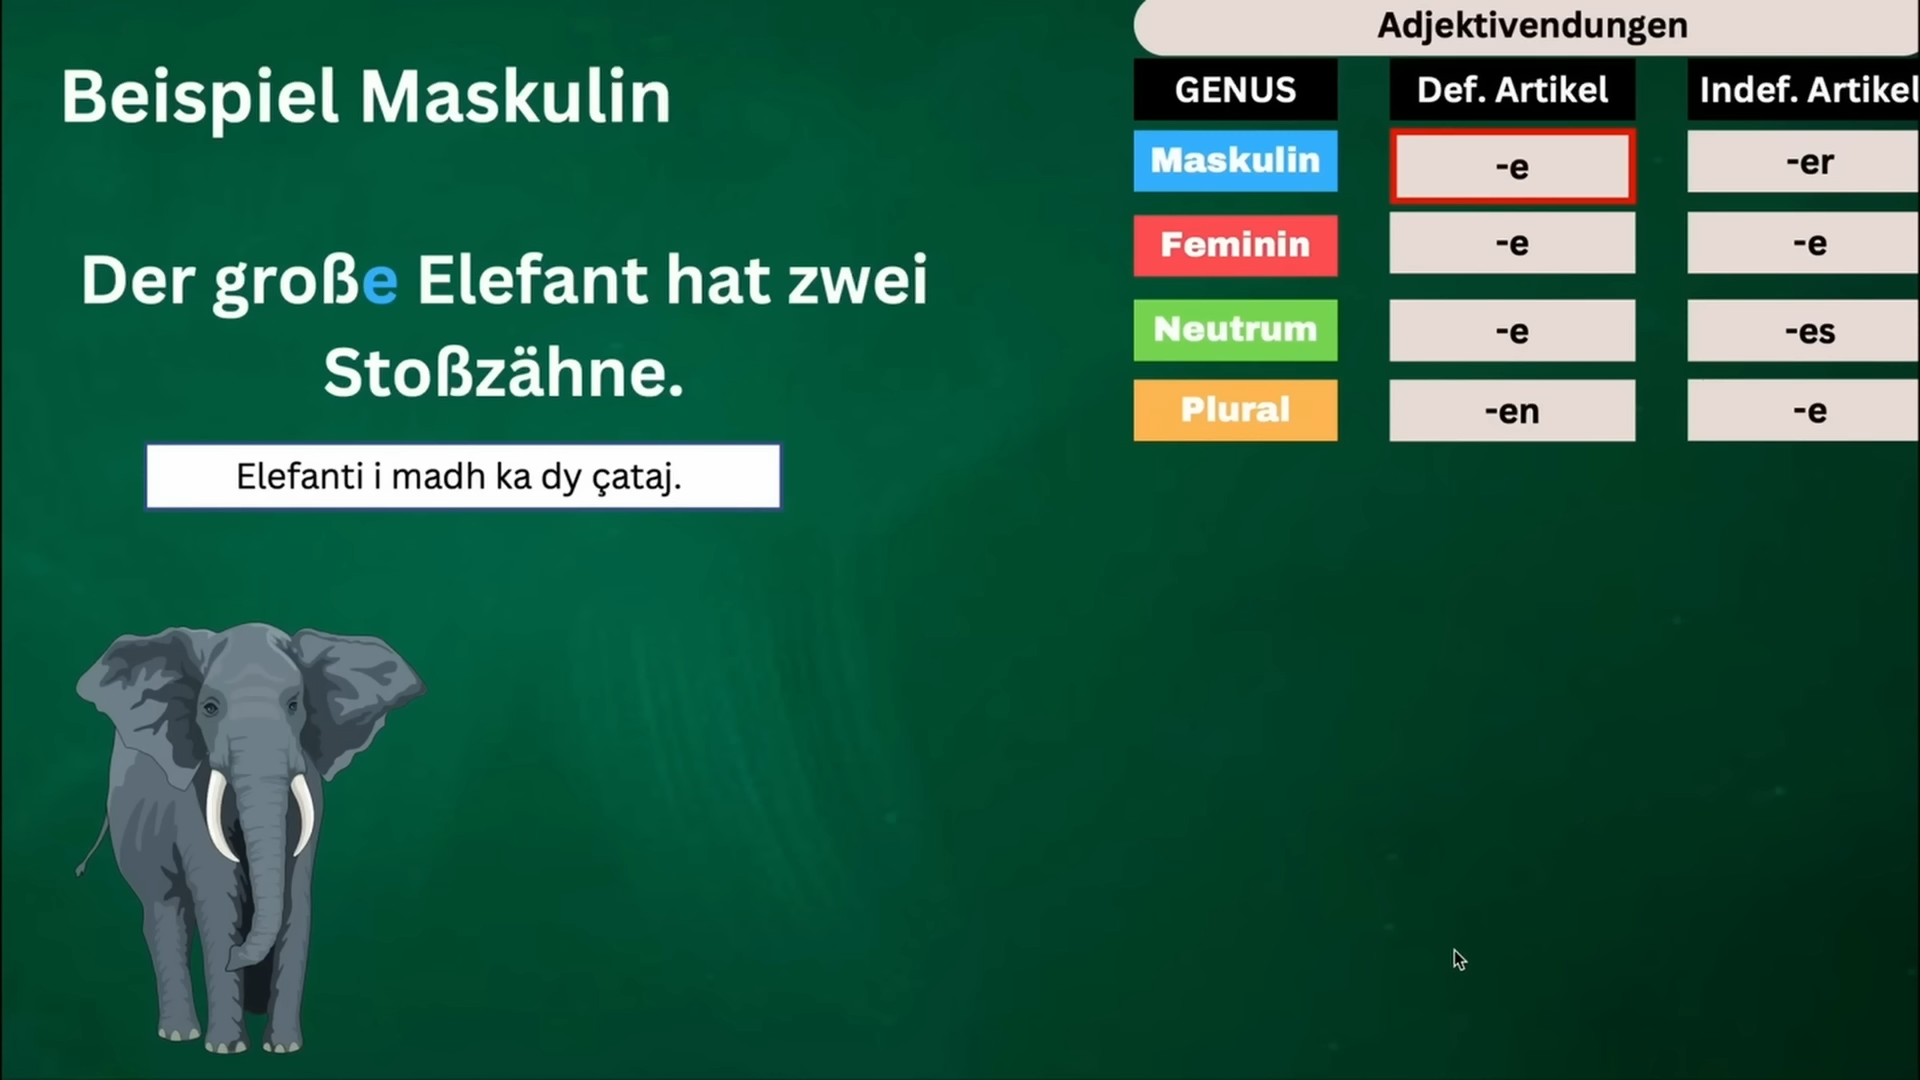 Beispiel Maskulin
Der große Elefant hat zwei
Stoßzähne.
Elefanti i madh ka dy çataj.
Adjektivendungen
GENUS Def. Artikel Indef. Artikel
Maskulin -e -er
Feminin -e -e
Neutrum -e -es
Plural -en -e